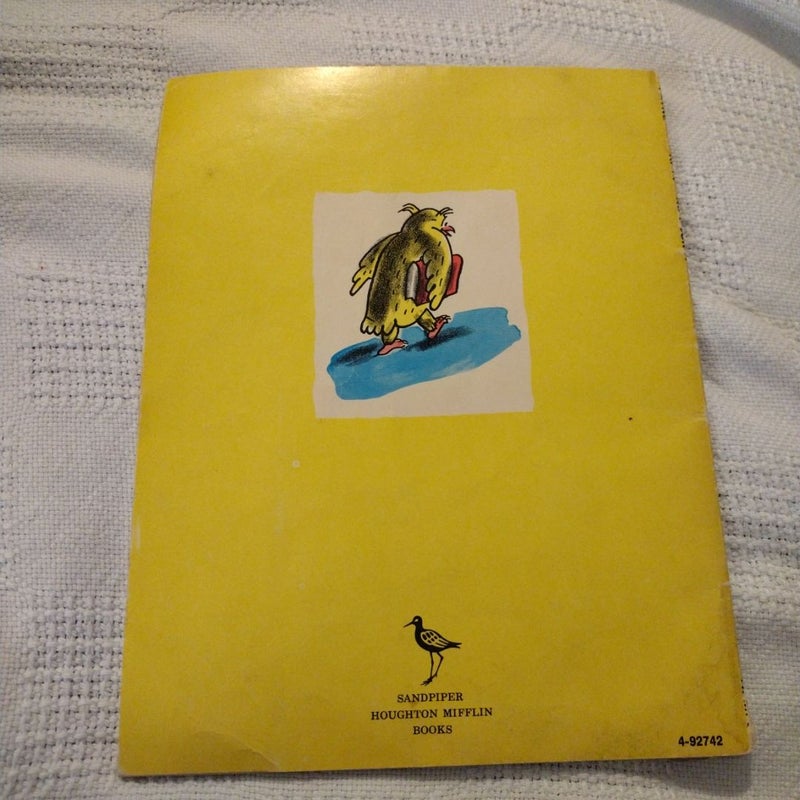 SANDPIPER
HOUGHTON MIFFLIN
BOOKS
4-92742